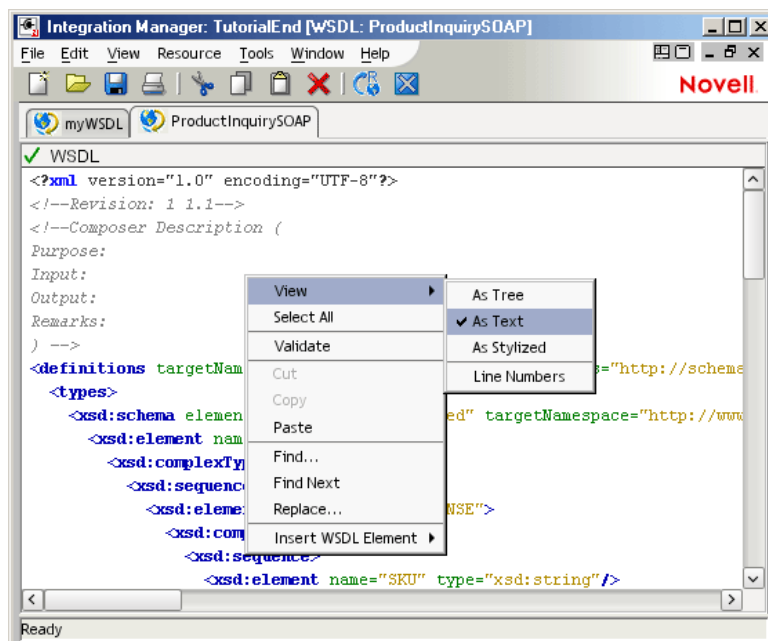 Integration Manager: TutorialEnd [WSDL: ProductInquirySOAP]
File Edit View Resource Tools Window Help
Novell.
myWSDL ProductInquirySOAP
WSDL
<?xml version="1.0" encoding="UTF-8"?>
<!--Revision: 1 1.1-->
<!--Composer Description (
Purpose:
Input:
Output:
Remarks:
) -->
<definitions targetNam ="http://schema
<types>
<xsd:schema elemen ed" targetNamespace="http://www
<xsd:element nam
<xsd:complexTy
<xsd:sequenc
<xsd:eleme NSE">
<xsd:com
<xsd:sequence>
<xsd:element name="SKU" type="xsd:string"/>
View
Select All
Validate
Cut
Copy
Paste
Find...
Find Next
Replace...
Insert WSDL Element
As Tree
As Text
As Stylized
Line Numbers
Ready